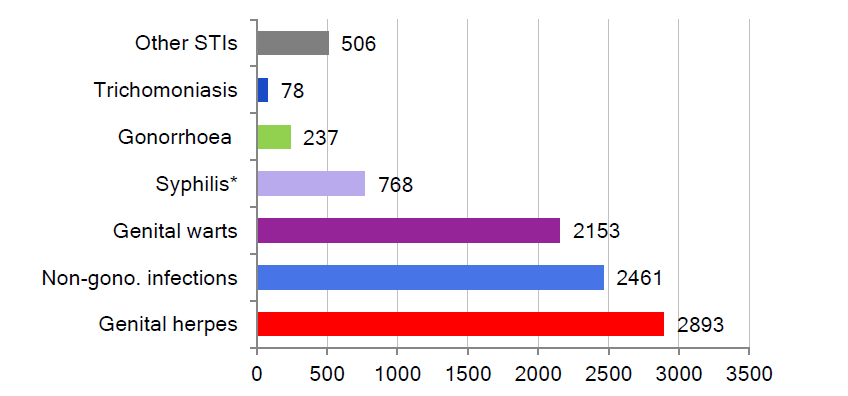 Other STIs 506
Trichomoniasis 78
Gonorrhoea 237
Syphilis* 768
Genital warts 2153
Non-gono. infections 2461
Genital herpes 2893
0 500 1000 1500 2000 2500 3000 3500